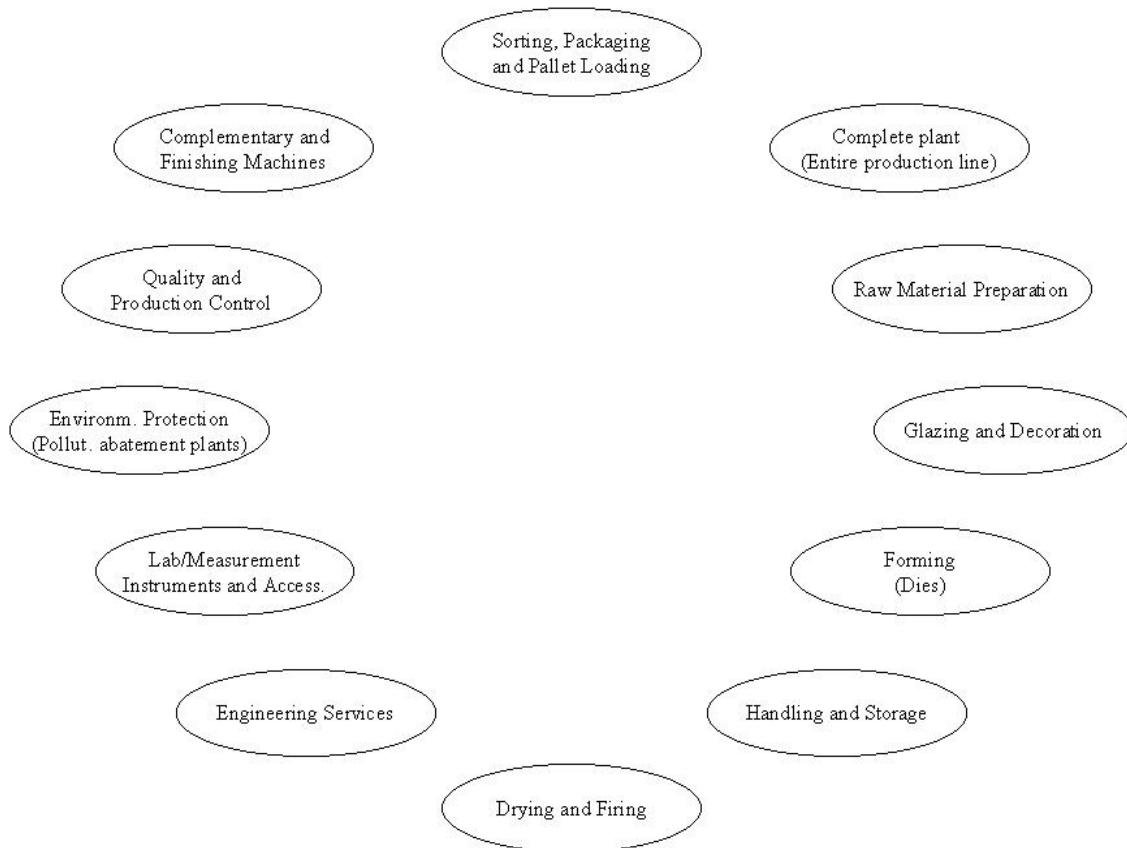 Sorting, Packaging
and Pallet Loading
Complementary and
Finishing Machines
Complete plant
(Entire production line)
Quality and
Production Control
Raw Material Preparation
Environm. Protection
(Pollut. abatement plants)
Glazing and Decoration
Lab/Measurement
Instruments and Access.
Forming
(Dies)
Engineering Services
Handling and Storage
Drying and Firing